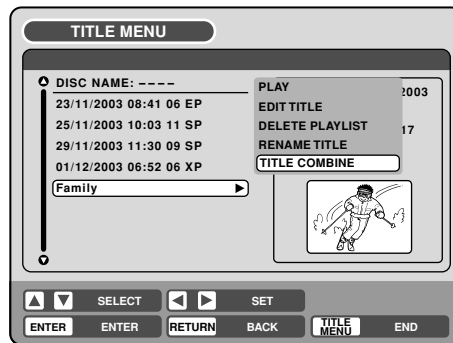 TITLE MENU
DISC NAME: – – – –
23/11/2003 08:41 06 EP
25/11/2003 10:03 11 SP
29/11/2003 11:30 09 SP
01/12/2003 06:52 06 XP
Family
PLAY
EDIT TITLE
DELETE PLAYLIST
RENAME TITLE
TITLE COMBINE
2003
17
SELECT SET
ENTER ENTER RETURN BACK TITLE MENU END